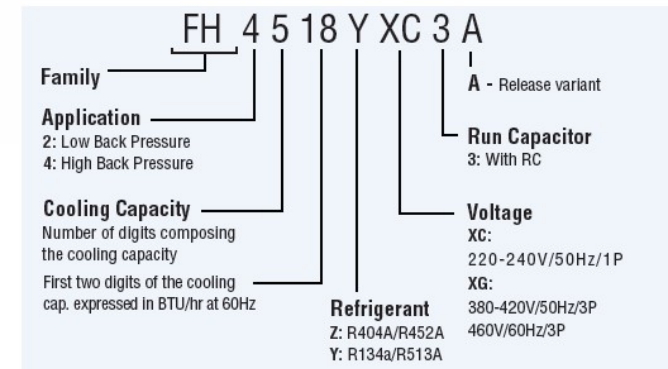 FH 4 5 18 Y XC 3 A
Family
A - Release variant
Application
2: Low Back Pressure
4: High Back Pressure
Run Capacitor
3: With RC
Cooling Capacity
Number of digits composing
the cooling capacity
First two digits of the cooling
cap. expressed in BTU/hr at 60Hz
Voltage
XC:
220-240V/50Hz/1P
XG:
380-420V/50Hz/3P
460V/60Hz/3P
Refrigerant
Z: R404A/R452A
Y: R134a/R513A